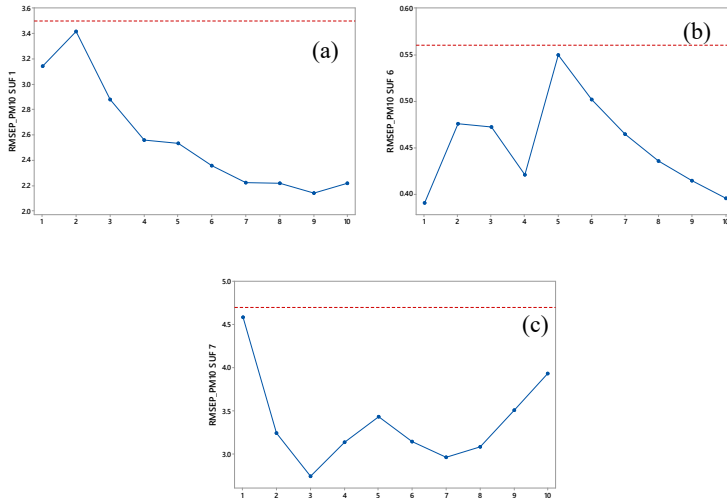 3.6
3.4
3.2
3.0
2.8
2.6
2.4
2.2
2.0
RMSEP_PM10 SUF 1
(a)
1 2 3 4 5 6 7 8 9 10
0.60
0.55
0.50
0.45
0.40
RMSEP_PM10 SUF 6
(b)
1 2 3 4 5 6 7 8 9 10
5.0
4.5
4.0
3.5
3.0
RMSEP_PM10 SUF 7
(c)
1 2 3 4 5 6 7 8 9 10